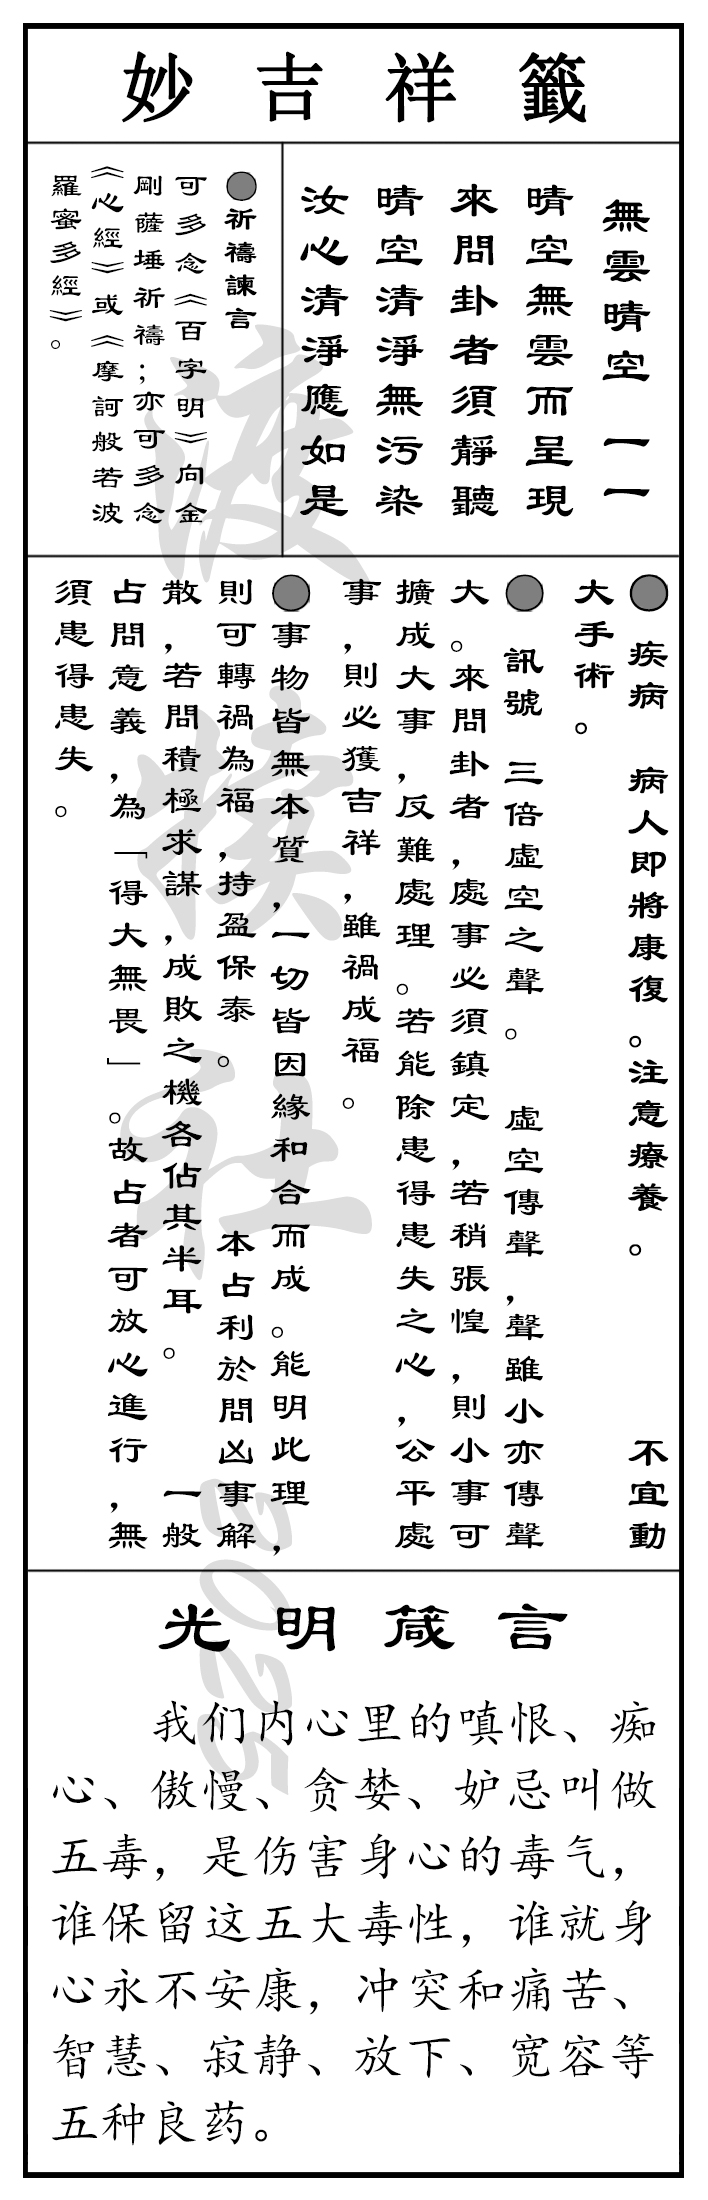 妙吉祥籤
無雲晴空 一一
晴空無雲而呈現
來問卦者須靜聽
晴空清淨無污染
汝心清淨應如是
●祈禱諫言
可多念《百字明》向金
剛薩埵祈禱；亦可多念
《心經》或《摩訶般若波
羅蜜多經》。
● 疾病 病人即將康復。注意療養。 不宜動
大手術。
● 訊號 三倍虛空之聲。 虛空傳聲，聲雖小亦傳聲
大。來問卦者，處事必須鎮定，若稍張惶，則小事可
擴成大事，反難處理。若能除患得患失之心，公平處
事，則必獲吉祥，雖禍成福。
●事物皆無本質，一切皆因緣和合而成。能明此理，
則可轉禍為福，持盈保泰。 本占利於問凶事解
散，若問積極求謀，成敗之機各佔其半耳。 一般
占問意義，為「得大無畏」。故占者可放心進行，無
須患得患失。
光明箴言
我们内心里的嗔恨、痴
心、傲慢、贪婪、妒忌叫做
五毒，是伤害身心的毒气，
谁保留这五大毒性，谁就身
心永不安康，冲突和痛苦、
智慧、寂静、放下、宽容等
五种良药。
渡犊社2025